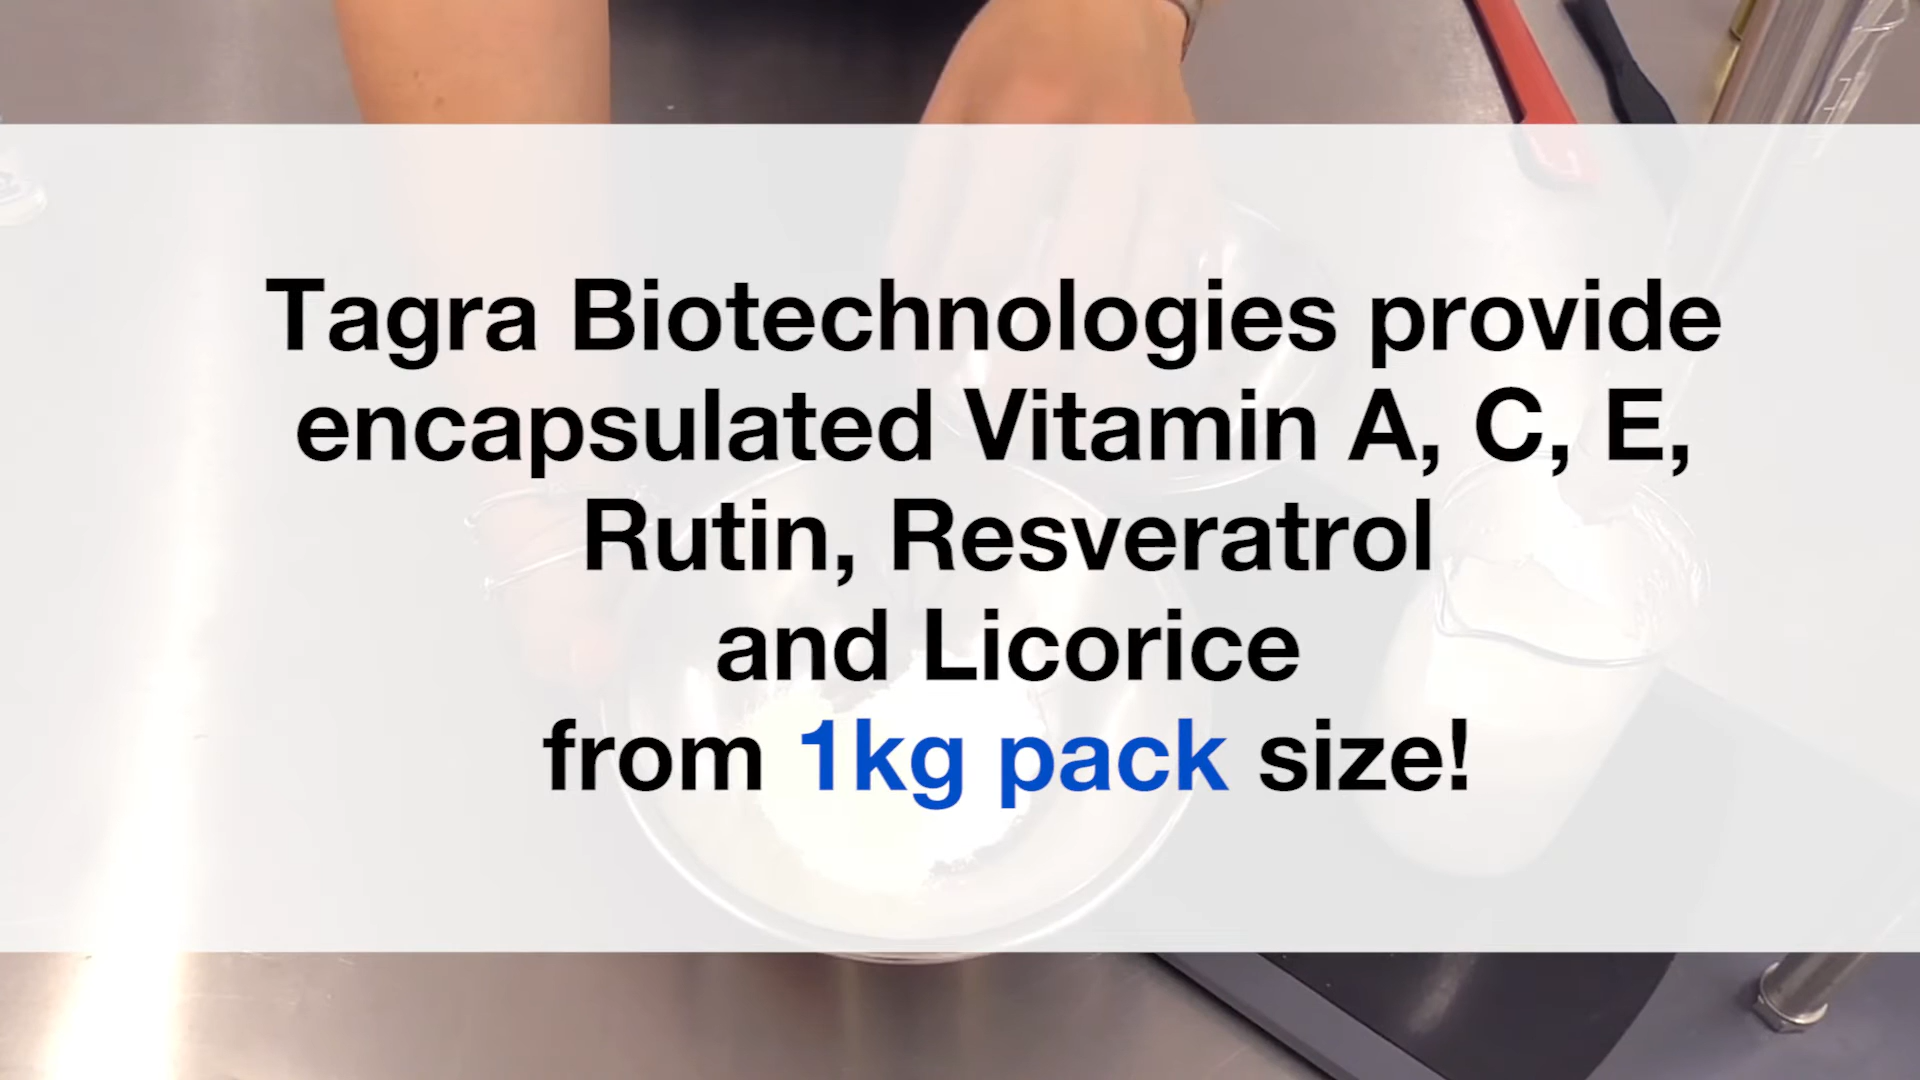 Tagra Biotechnologies provide
encapsulated Vitamin A, C, E,
Rutin, Resveratrol
and Licorice
from 1kg pack size!